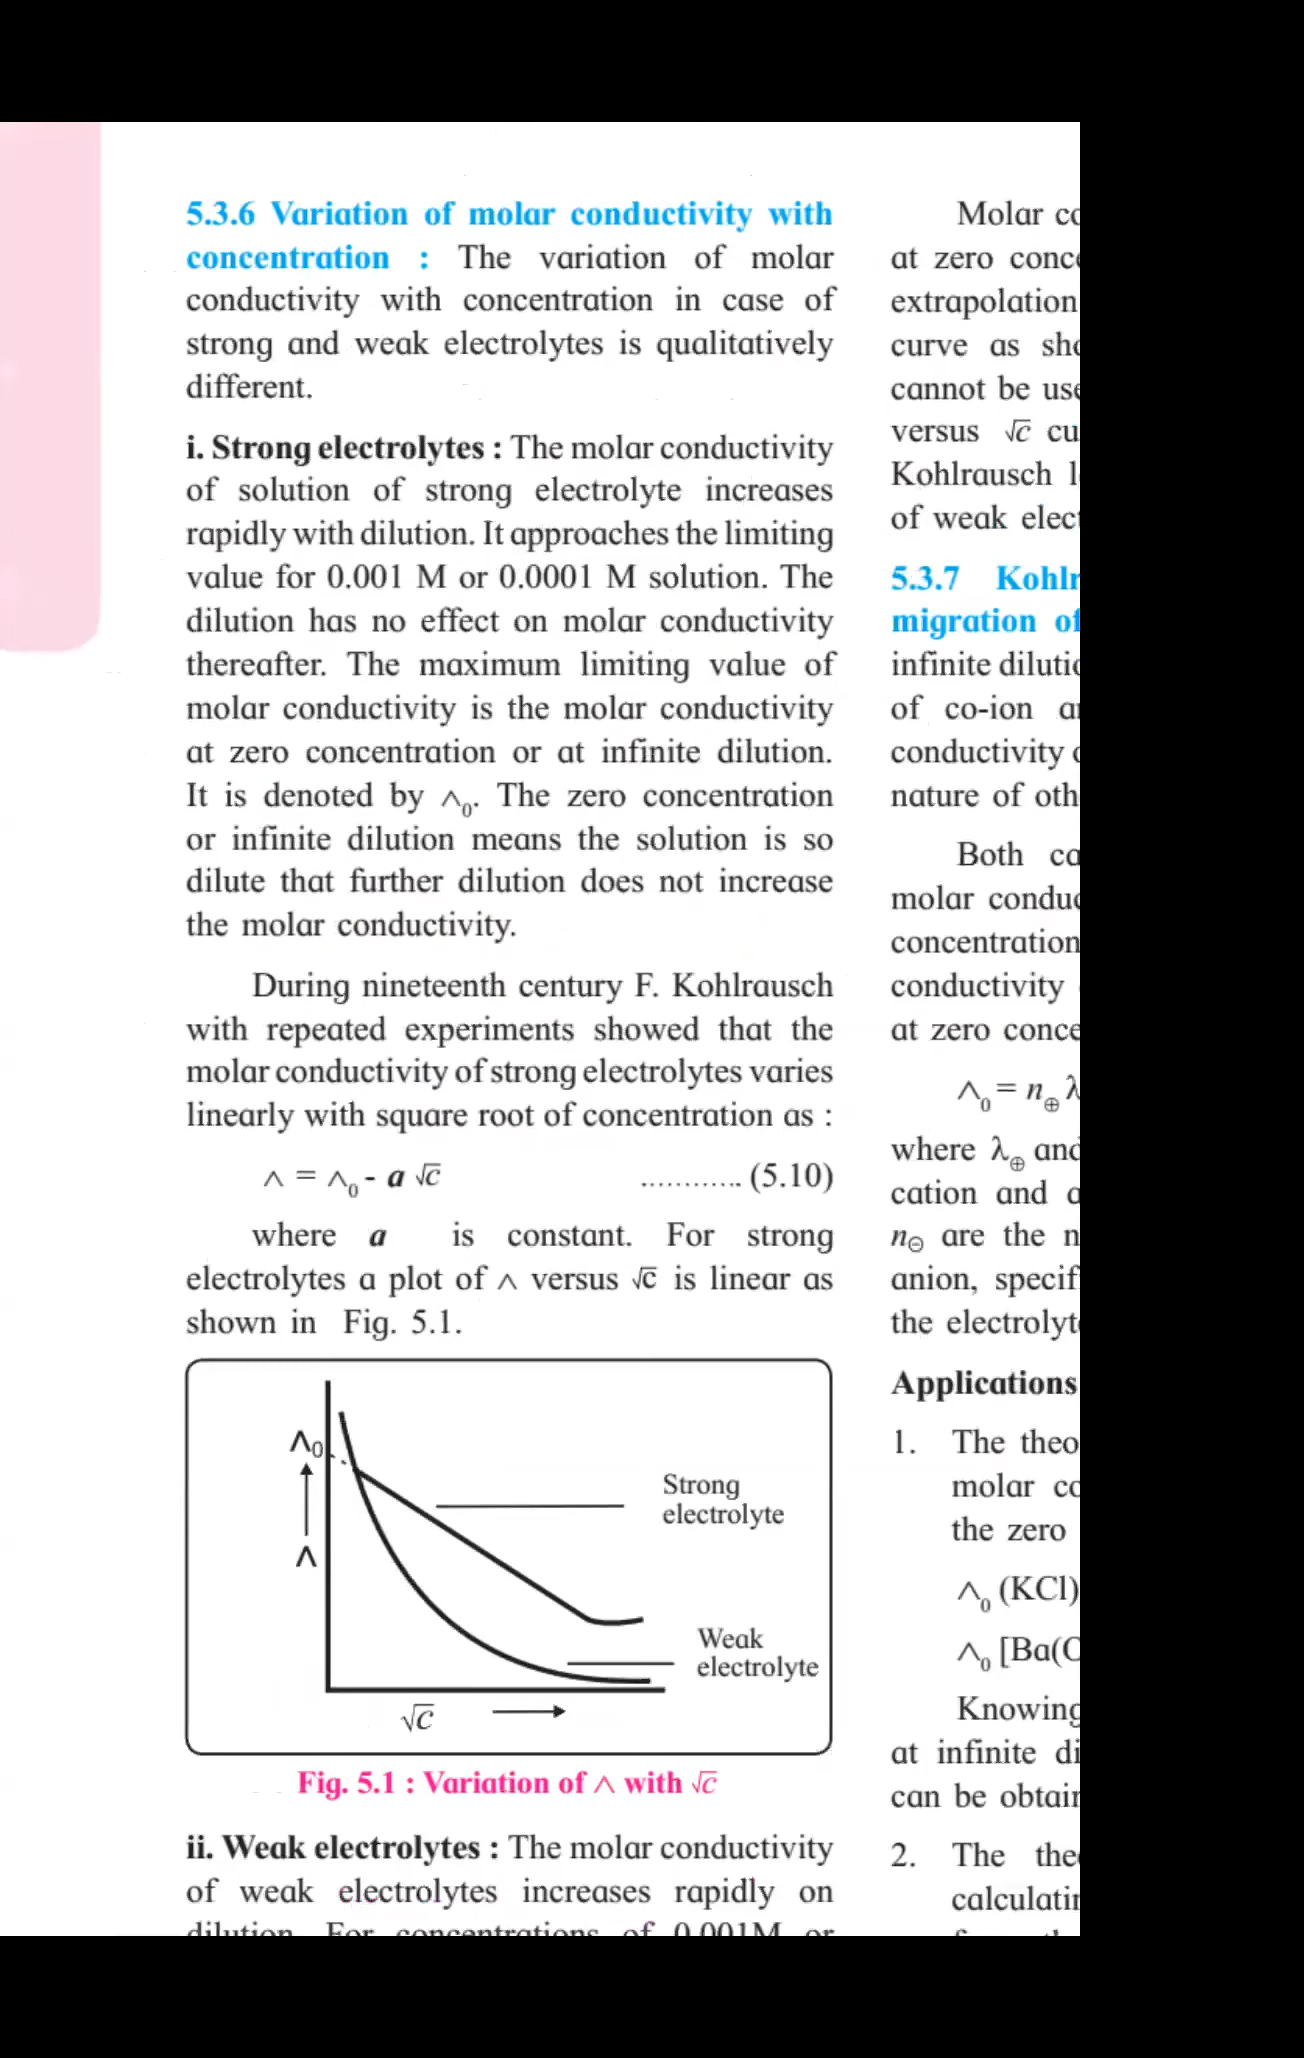 5.3.6 Variation of molar conductivity with
concentration : The variation of molar
conductivity with concentration in case of
strong and weak electrolytes is qualitatively
different.
i. Strong electrolytes : The molar conductivity
of solution of strong electrolyte increases
rapidly with dilution. It approaches the limiting
value for 0.001 M or 0.0001 M solution. The
dilution has no effect on molar conductivity
thereafter. The maximum limiting value of
molar conductivity is the molar conductivity
at zero concentration or at infinite dilution.
It is denoted by ∧₀. The zero concentration
or infinite dilution means the solution is so
dilute that further dilution does not increase
the molar conductivity.
During nineteenth century F. Kohlrausch
with repeated experiments showed that the
molar conductivity of strong electrolytes varies
linearly with square root of concentration as :
∧ = ∧₀ - a √c ............ (5.10)
where a is constant. For strong
electrolytes a plot of ∧ versus √c is linear as
shown in Fig. 5.1.
∧₀
Strong
electrolyte
∧
Weak
electrolyte
√c
Fig. 5.1 : Variation of ∧ with √c
ii. Weak electrolytes : The molar conductivity
of weak electrolytes increases rapidly on
dilution. For concentrations of 0.001M or
Molar
at zero
extrapolation
curve as
cannot be
versus √c
Kohlrausch
of weak
5.3.7
migration of
infinite
of co-ion
conductivity
nature of
Both
molar
concentration
conductivity
at zero
∧₀ = n⊕ λ
where λ⊕ and
cation and
n⊖ are the
anion,
the
Applications
1. The
molar
the zero
∧₀ (KCl)
∧₀
Knowing
at infinite
can be
2. The